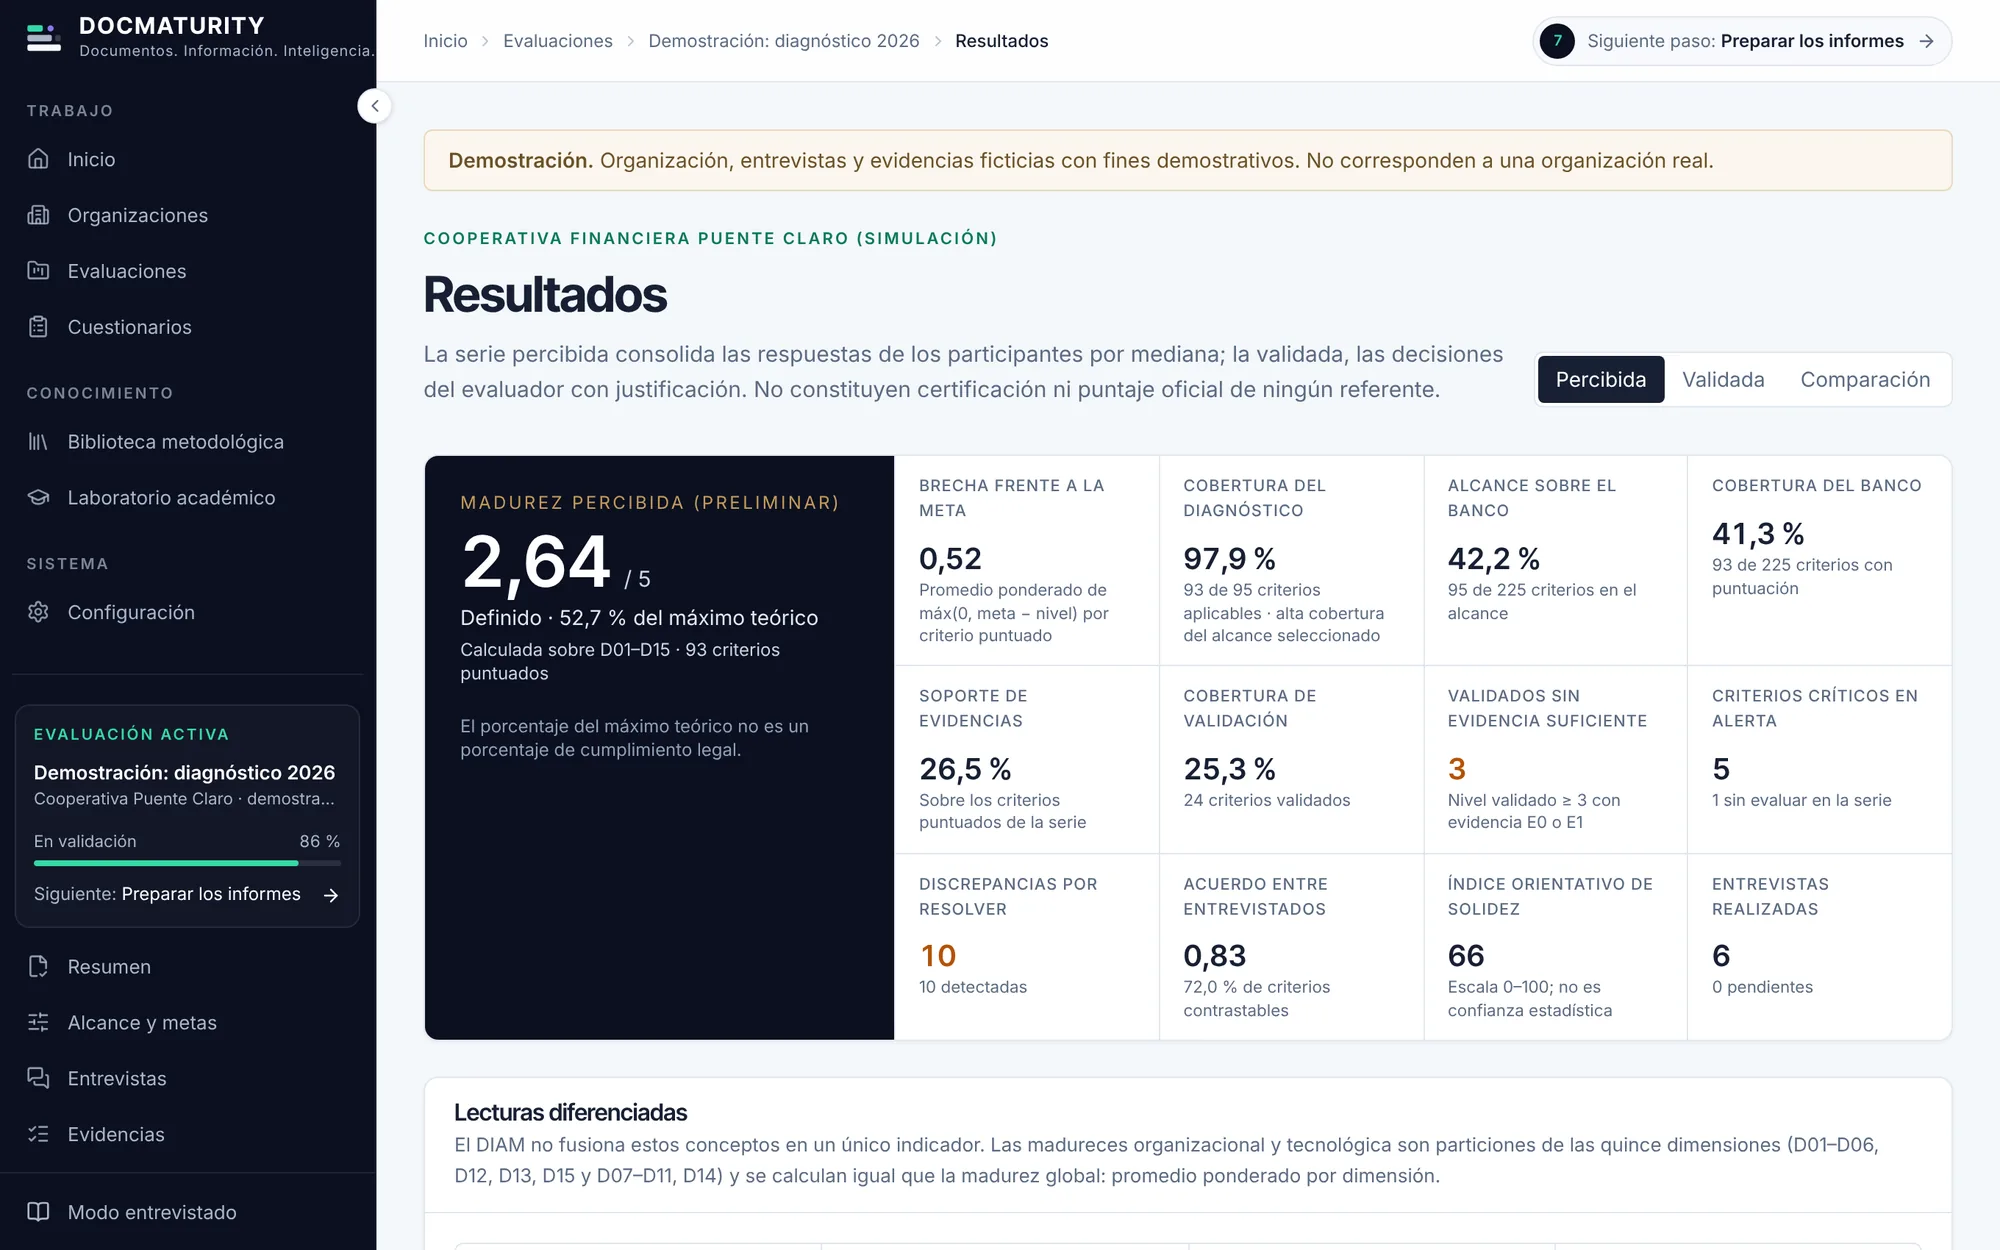 DOCMATURITY
Documentos. Información. Inteligencia.
TRABAJO
Inicio
Organizaciones
Evaluaciones
Cuestionarios
CONOCIMIENTO
Biblioteca metodológica
Laboratorio académico
SISTEMA
Configuración
EVALUACIÓN ACTIVA
Demostración: diagnóstico 2026
Cooperativa Puente Claro · demostra...
En validación 86 %
Siguiente: Preparar los informes
Resumen
Alcance y metas
Entrevistas
Evidencias
Modo entrevistado
Inicio Evaluaciones Demostración: diagnóstico 2026 Resultados
7 Siguiente paso: Preparar los informes
Demostración. Organización, entrevistas y evidencias ficticias con fines demostrativos. No corresponden a una organización real.
COOPERATIVA FINANCIERA PUENTE CLARO (SIMULACIÓN)
Resultados
La serie percibida consolida las respuestas de los participantes por mediana; la validada, las decisiones
del evaluador con justificación. No constituyen certificación ni puntaje oficial de ningún referente.
Percibida Validada Comparación
MADUREZ PERCIBIDA (PRELIMINAR)
2,64 / 5
Definido · 52,7 % del máximo teórico
Calculada sobre D01–D15 · 93 criterios
puntuados
El porcentaje del máximo teórico no es un
porcentaje de cumplimiento legal.
BRECHA FRENTE A LA
META
0,52
Promedio ponderado de
máx(0, meta − nivel) por
criterio puntuado
COBERTURA DEL
DIAGNÓSTICO
97,9 %
93 de 95 criterios
aplicables · alta cobertura
del alcance seleccionado
ALCANCE SOBRE EL
BANCO
42,2 %
95 de 225 criterios en el
alcance
COBERTURA DEL BANCO
41,3 %
93 de 225 criterios con
puntuación
SOPORTE DE
EVIDENCIAS
26,5 %
Sobre los criterios
puntuados de la serie
COBERTURA DE
VALIDACIÓN
25,3 %
24 criterios validados
VALIDADOS SIN
EVIDENCIA SUFICIENTE
3
Nivel validado ≥ 3 con
evidencia E0 o E1
CRITERIOS CRÍTICOS EN
ALERTA
5
1 sin evaluar en la serie
DISCREPANCIAS POR
RESOLVER
10
10 detectadas
ACUERDO ENTRE
ENTREVISTADOS
0,83
72,0 % de criterios
contrastables
ÍNDICE ORIENTATIVO DE
SOLIDEZ
66
Escala 0–100; no es
confianza estadística
ENTREVISTAS
REALIZADAS
6
0 pendientes
Lecturas diferenciadas
El DIAM no fusiona estos conceptos en un único indicador. Las madureces organizacional y tecnológica son particiones de las quince dimensiones (D01–D06,
D12, D13, D15 y D07–D11, D14) y se calculan igual que la madurez global: promedio ponderado por dimensión.